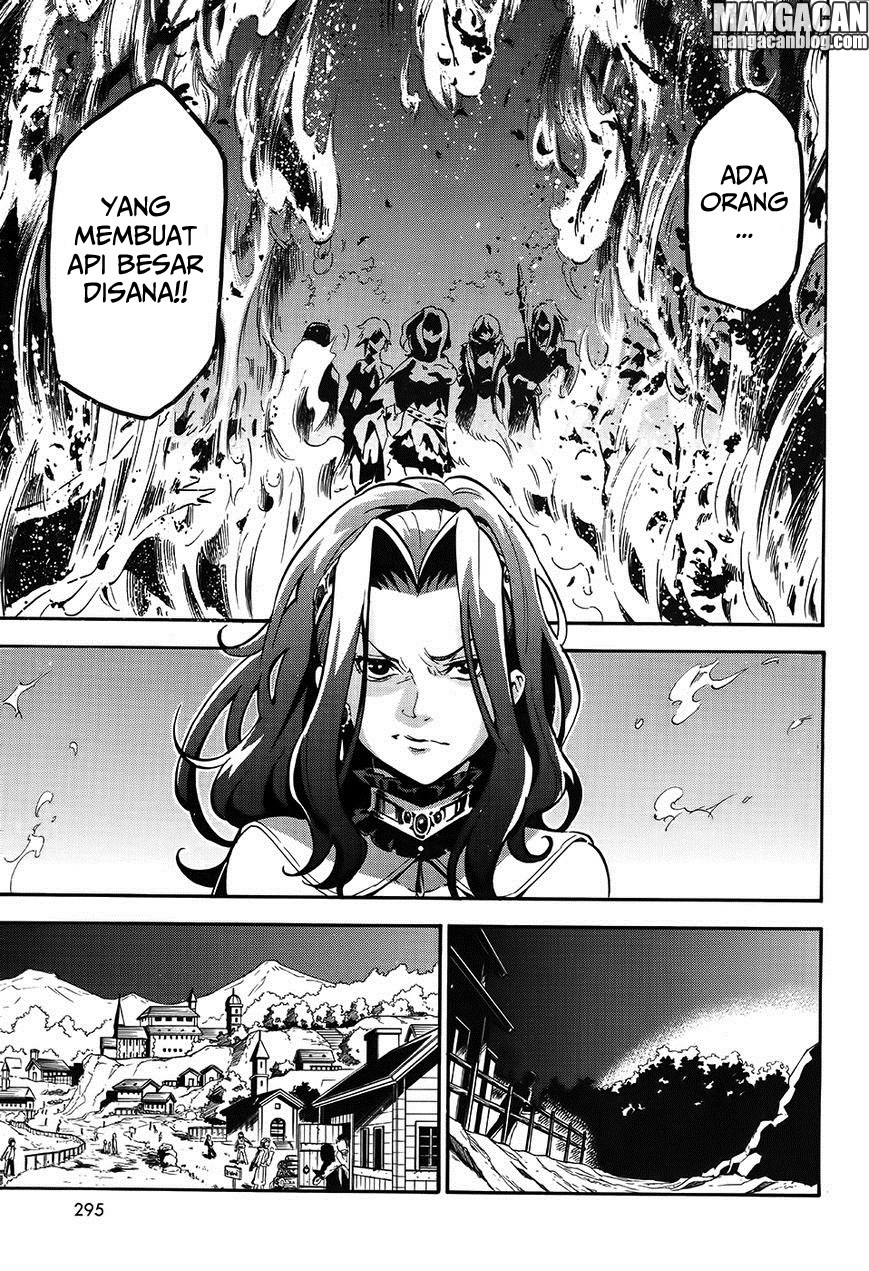 MANGACAN
mangacanblog.com
ADA
ORANG
...
YANG
MEMBUAT
API BESAR
DISANA!!
295